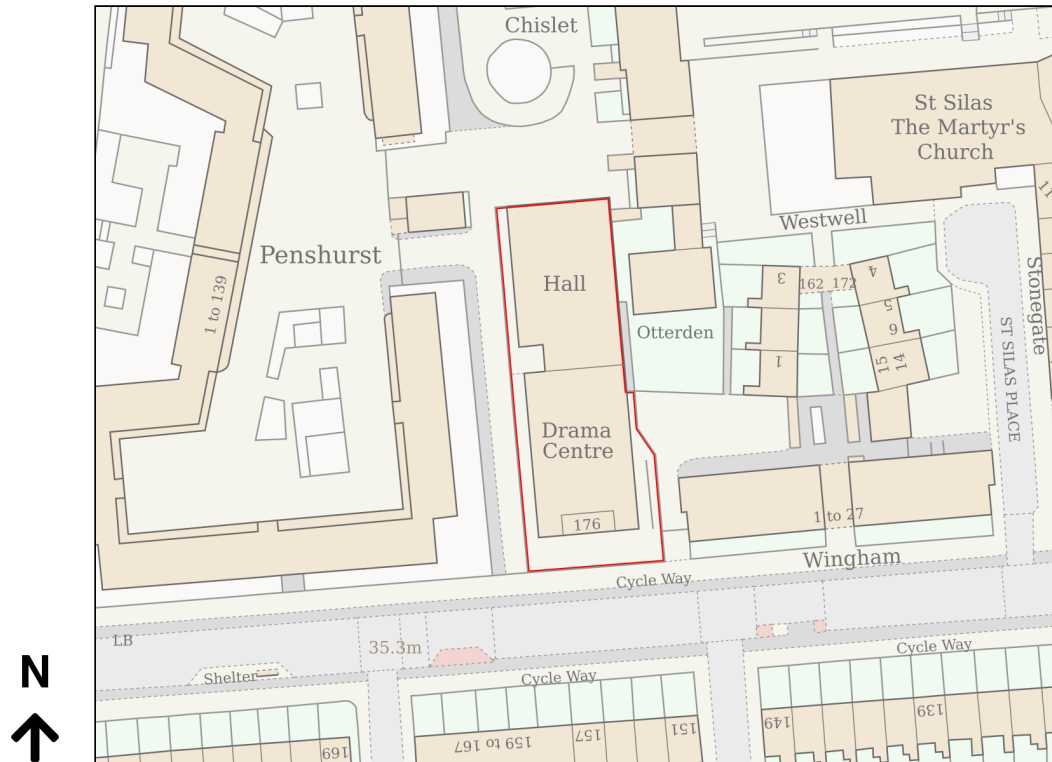 Chislet
St Silas
The Martyr's
Church
11
Westwell
Penshurst
1 to 139
Hall
3
162
172
4
5
6
Otterden
1
15
14
Stonegate
ST SILAS PLACE
Drama
Centre
176
1 to 27
Wingham
Cycle Way
LB
35.3m
Shelter
Cycle Way
Cycle Way
169
159 to 167
157
151
149
139
N